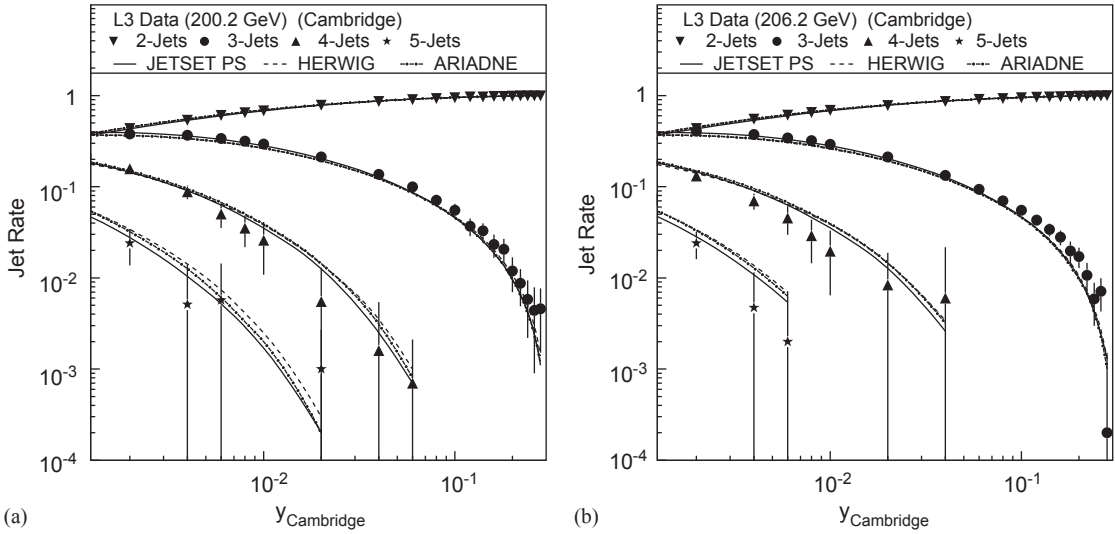 L3 Data (200.2 GeV) (Cambridge)
2-Jets 3-Jets 4-Jets 5-Jets
JETSET PS HERWIG ARIADNE
1
10^-1
10^-2
10^-3
10^-4
Jet Rate
10^-2 10^-1
y_Cambridge
(a)
L3 Data (206.2 GeV) (Cambridge)
2-Jets 3-Jets 4-Jets 5-Jets
JETSET PS HERWIG ARIADNE
1
10^-1
10^-2
10^-3
10^-4
Jet Rate
10^-2 10^-1
y_Cambridge
(b)